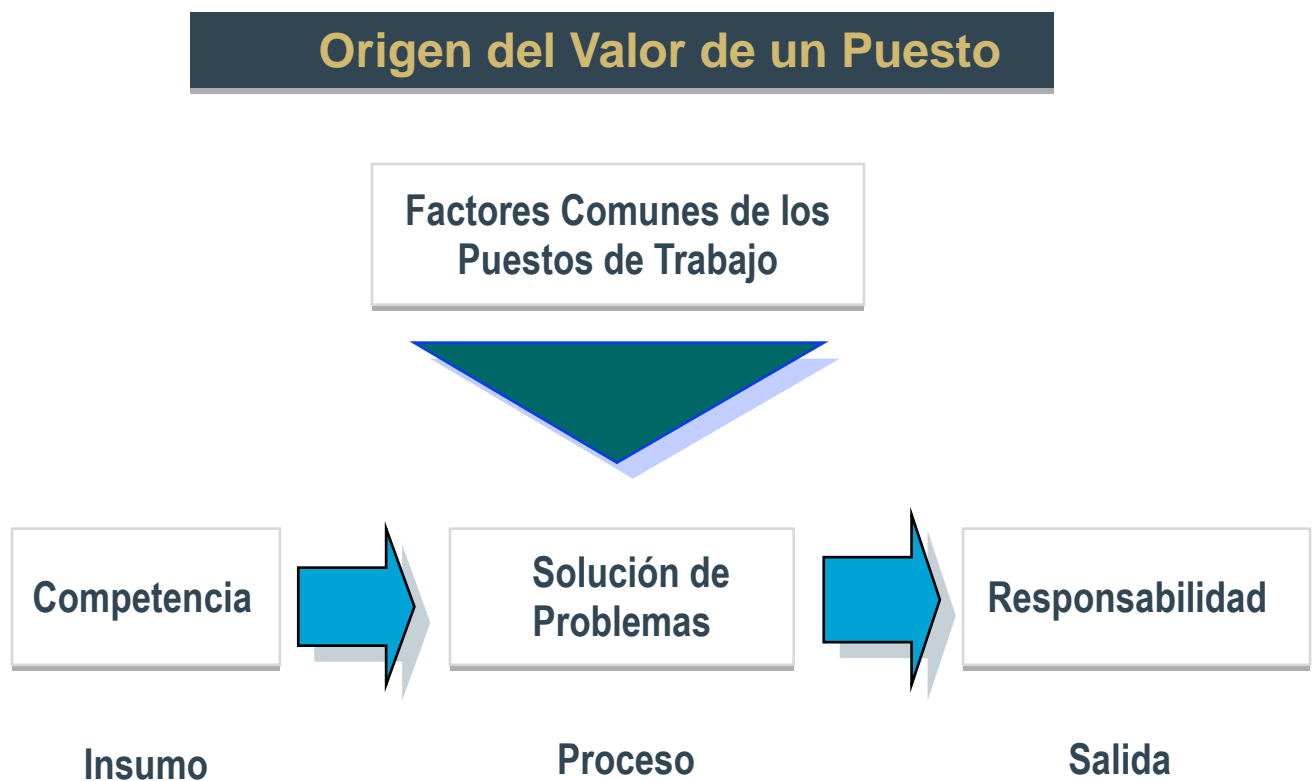 Origen del Valor de un Puesto
Factores Comunes de los
Puestos de Trabajo
Competencia
Solución de
Problemas
Responsabilidad
Insumo
Proceso
Salida